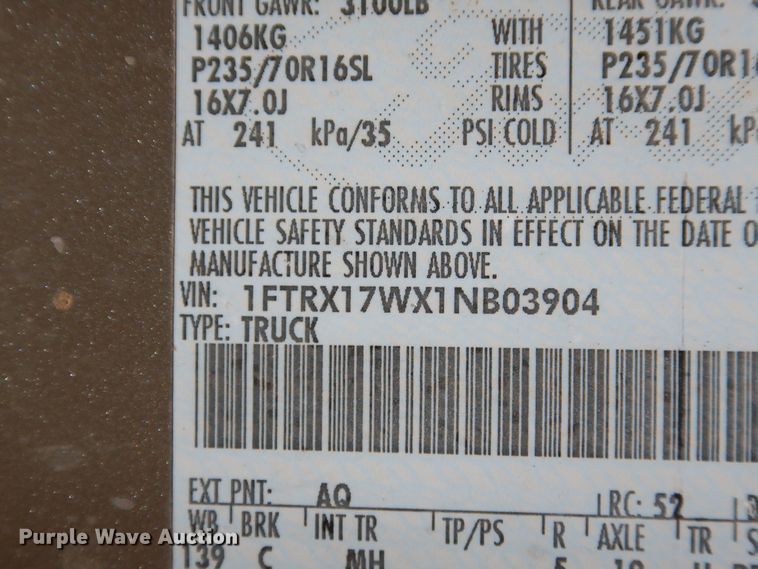 FRONT GAWR: 3100LB REAR GAWR:
1406KG WITH 1451KG
P235/70R16SL TIRES P235/70R16
16X7.0J RIMS 16X7.0J
AT 241 kPa/35 PSI COLD AT 241
THIS VEHICLE CONFORMS TO ALL APPLICABLE FEDERAL
VEHICLE SAFETY STANDARDS IN EFFECT ON THE DATE
MANUFACTURE SHOWN ABOVE.
VIN: 1FTRX17WX1NB03904
TYPE: TRUCK
EXT PNT: AQ RC: 52
WB BRK INT TR TP/PS R AXLE TR
139 C MH
Purple Wave Auction